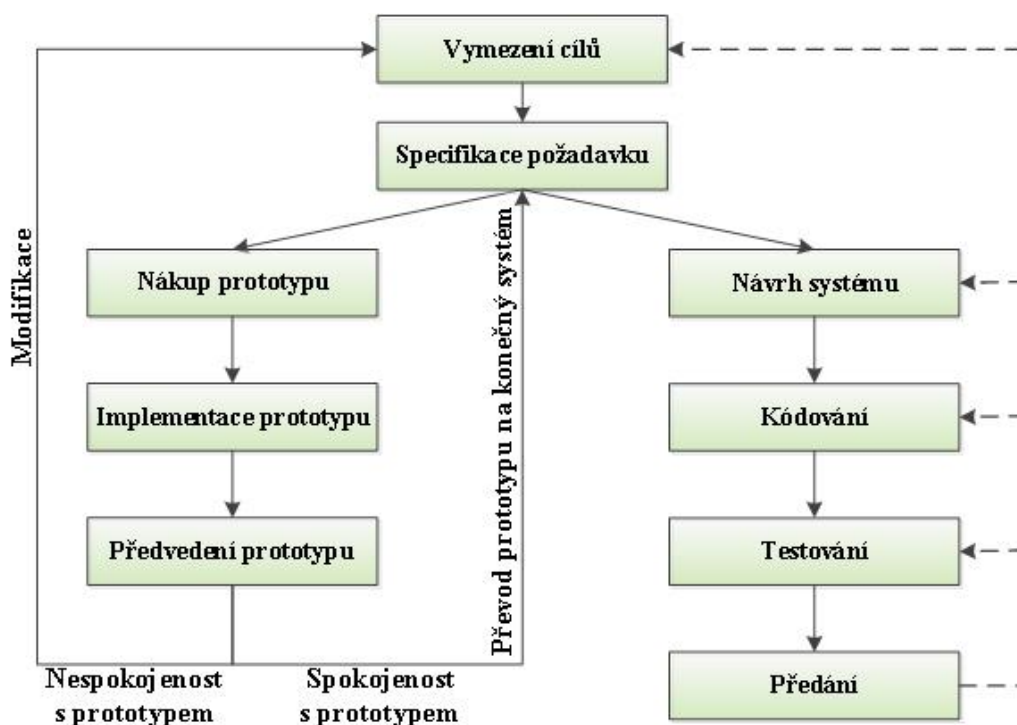 Vymezení cílů
Specifikace požadavku
Modifikace
Nákup prototypu
Implementace prototypu
Předvedení prototypu
Nespokojenost
s prototypem
Spokojenost
s prototypem
Převod prototypu na konečný systém
Návrh systému
Kódování
Testování
Předání